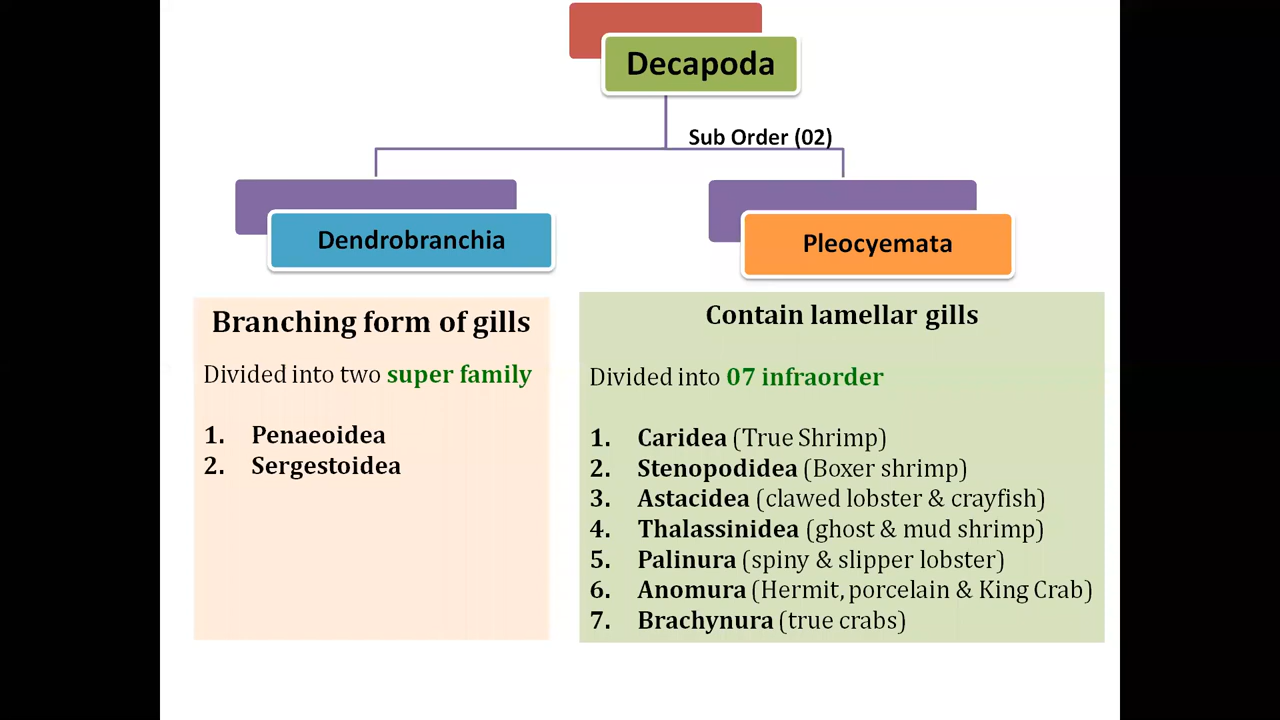 Decapoda
Sub Order (02)
Dendrobranchia
Pleocyemata
Branching form of gills
Divided into two super family
1. Penaeoidea
2. Sergestoidea
Contain lamellar gills
Divided into 07 infraorder
1. Caridea (True Shrimp)
2. Stenopodidea (Boxer shrimp)
3. Astacidea (clawed lobster & crayfish)
4. Thalassinidea (ghost & mud shrimp)
5. Palinura (spiny & slipper lobster)
6. Anomura (Hermit, porcelain & King Crab)
7. Brachynura (true crabs)